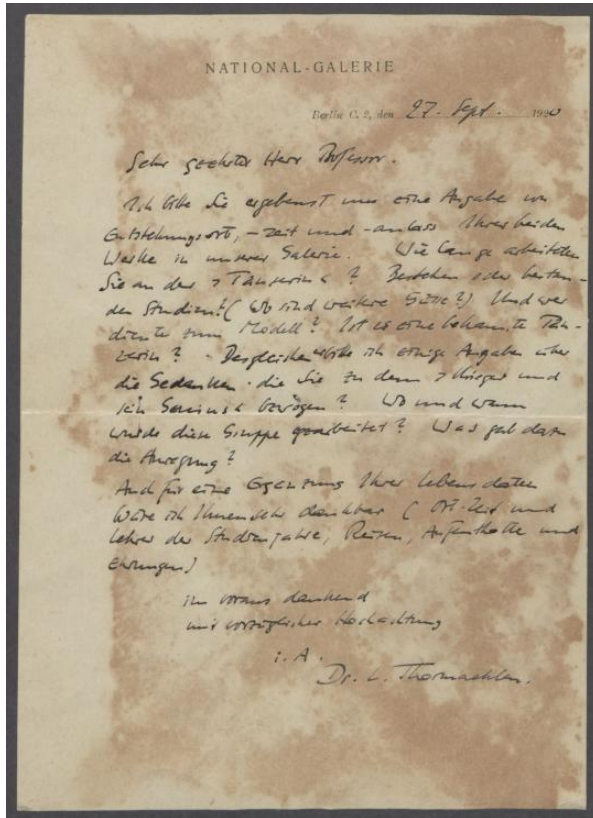 NATIONAL-GALERIE
Berlin C. 2, den 27. Sept. 1920
Sehr geehrter Herr Professor.
Ich bitte Sie ergebenst um eine Angabe von
Entstehungsort, -zeit und -anlass Ihrer beiden
Werke in unserer Galerie. Wie lange arbeiteten
Sie an der >Tänzerin<? Bestehen oder bestan-
den Studien? (Wo sind weitere Güsse?) Und wer
diente zum Modell? Ist es eine bekannte Tän-
zerin? - Desgleichen bitte ich einige Angaben über
die Gedanken die Sie zu dem >Krieger und
sein Genius< bewogen? Wo und wann
wurde diese Gruppe gearbeitet? Was gab dazu
die Anregung?
Auch für eine Ergänzung Ihrer Lebensdaten
wäre ich Ihnen sehr dankbar (Ort-Zeit und
Lehrer der Studienjahre, Reisen, Aufenthalte und
Ehrungen)
im voraus dankend
mit vorzüglicher Hochachtung
i. A.
Dr. L. Thormaehlen.